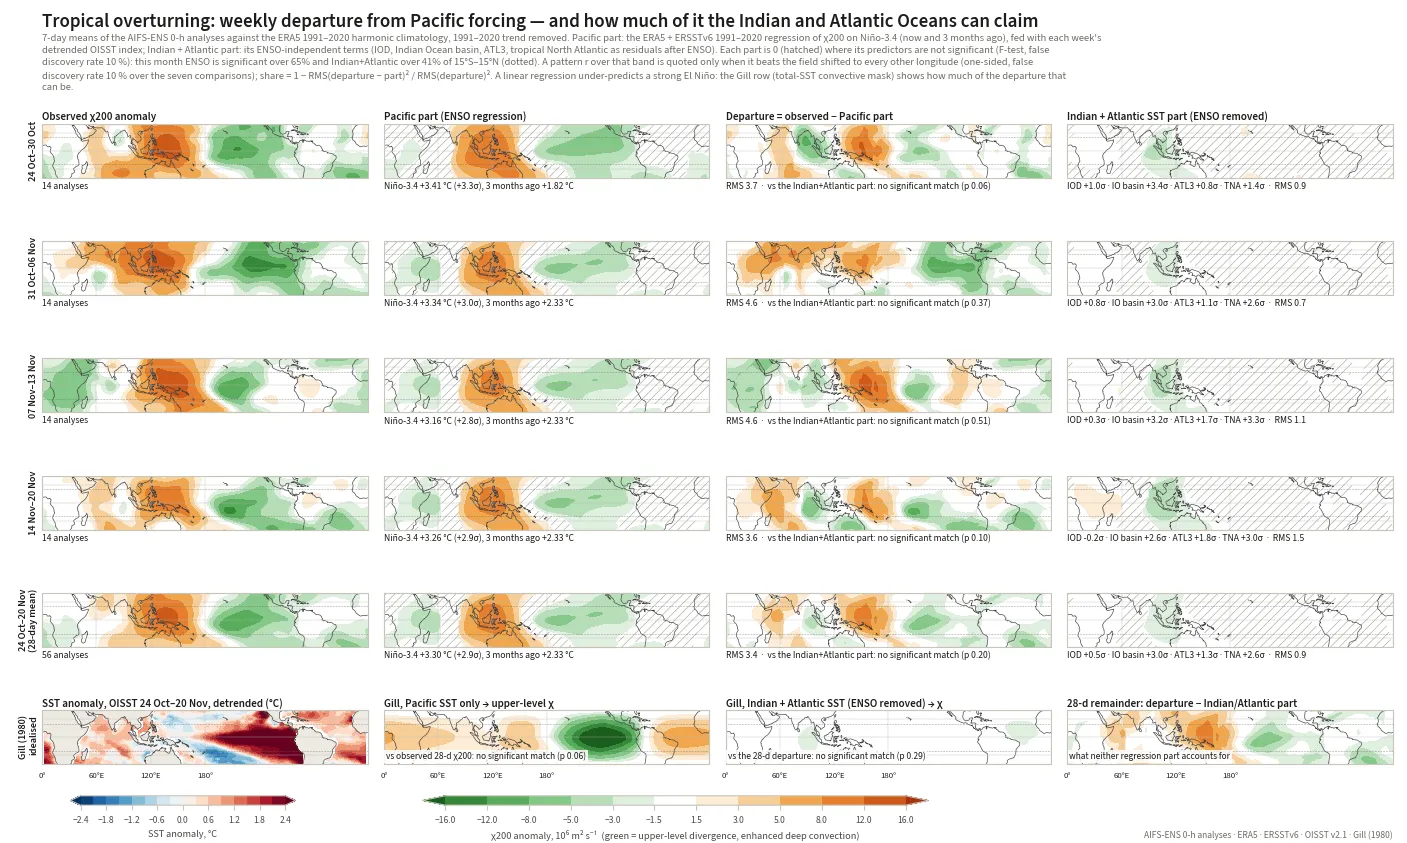 Tropical overturning: weekly departure from Pacific forcing — and how much of it the Indian and Atlantic Oceans can claim
7-day means of the AIFS-ENS 0-h analyses against the ERA5 1991–2020 harmonic climatology, 1991–2020 trend removed. Pacific part: the ERA5 + ERSSTv6 1991–2020 regression of χ200 on Niño-3.4 (now and 3 months ago), fed with each week's
detrended OISST index; Indian + Atlantic part: its ENSO-independent terms (IOD, Indian Ocean basin, ATL3, tropical North Atlantic as residuals after ENSO). Each part is 0 (hatched) where its predictors are not significant (F-test, false
discovery rate 10 %): this month ENSO is significant over 65% and Indian+Atlantic over 41% of 15°S–15°N (dotted). A pattern r over that band is quoted only when it beats the field shifted to every other longitude (one-sided, false
discovery rate 10 % over the seven comparisons); share = 1 − RMS(departure − part)² / RMS(departure)². A linear regression under-predicts a strong El Niño: the Gill row (total-SST convective mask) shows how much of the departure that
can be.
Observed χ200 anomaly
Pacific part (ENSO regression)
Departure = observed − Pacific part
Indian + Atlantic SST part (ENSO removed)
24 Oct–30 Oct
14 analyses
Niño-3.4 +3.41 °C (+3.3σ), 3 months ago +1.82 °C
RMS 3.7 · vs the Indian+Atlantic part: no significant match (p 0.06)
IOD +1.0σ · IO basin +3.4σ · ATL3 +0.8σ · TNA +1.4σ · RMS 0.9
31 Oct–06 Nov
14 analyses
Niño-3.4 +3.34 °C (+3.0σ), 3 months ago +2.33 °C
RMS 4.6 · vs the Indian+Atlantic part: no significant match (p 0.37)
IOD +0.8σ · IO basin +3.0σ · ATL3 +1.1σ · TNA +2.6σ · RMS 0.7
07 Nov–13 Nov
14 analyses
Niño-3.4 +3.16 °C (+2.8σ), 3 months ago +2.33 °C
RMS 4.6 · vs the Indian+Atlantic part: no significant match (p 0.51)
IOD +0.3σ · IO basin +3.2σ · ATL3 +1.7σ · TNA +3.3σ · RMS 1.1
14 Nov–20 Nov
14 analyses
Niño-3.4 +3.26 °C (+2.9σ), 3 months ago +2.33 °C
RMS 3.6 · vs the Indian+Atlantic part: no significant match (p 0.10)
IOD -0.2σ · IO basin +2.6σ · ATL3 +1.8σ · TNA +3.0σ · RMS 1.5
24 Oct–20 Nov
(28-day mean)
56 analyses
Niño-3.4 +3.30 °C (+2.9σ), 3 months ago +2.33 °C
RMS 3.4 · vs the Indian+Atlantic part: no significant match (p 0.20)
IOD +0.5σ · IO basin +3.0σ · ATL3 +1.3σ · TNA +2.6σ · RMS 0.9
SST anomaly, OISST 24 Oct–20 Nov, detrended (°C)
Gill, Pacific SST only → upper-level χ
Gill, Indian + Atlantic SST (ENSO removed) → χ
28-d remainder: departure − Indian/Atlantic part
Gill (1980)
idealised
vs observed 28-d χ200: no significant match (p 0.06)
vs the 28-d departure: no significant match (p 0.29)
what neither regression part accounts for
0° 60°E 120°E 180°
0° 60°E 120°E 180°
0° 60°E 120°E 180°
0° 60°E 120°E 180°
−2.4 −1.8 −1.2 −0.6 0.0 0.6 1.2 1.8 2.4
SST anomaly, °C
−16.0 −12.0 −8.0 −5.0 −3.0 −1.5 1.5 3.0 5.0 8.0 12.0 16.0
χ200 anomaly, 10⁶ m² s⁻¹ (green = upper-level divergence, enhanced deep convection)
AIFS-ENS 0-h analyses · ERA5 · ERSSTv6 · OISST v2.1 · Gill (1980)